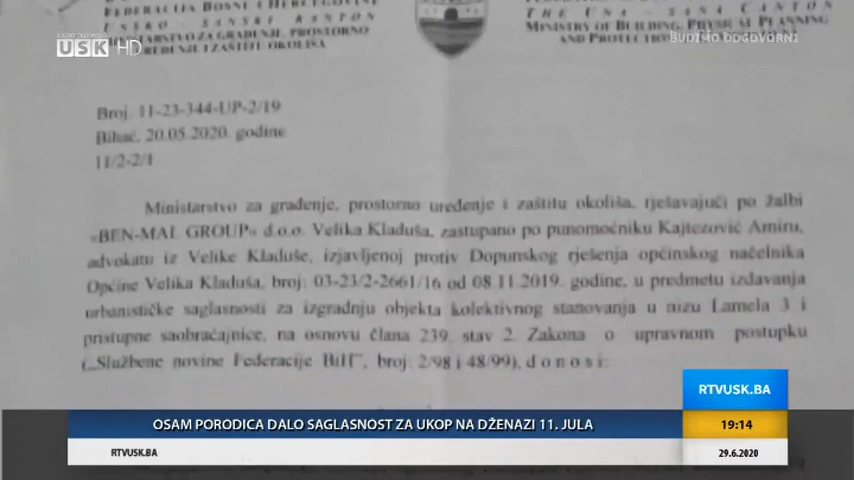 FEDERACIJA BOSNE I HERCEGOVINE
UNSKO - SANSKI KANTON
MINISTARSTVO ZA GRAĐENJE, PROSTORNO
UREĐENJE I ZAŠTITU OKOLIŠA
THE UNA - SANA CANTON
MINISTRY OF BUILDING, PHYSICAL PLANNING
AND PROTECTION
USK HD
BUDIMO ODGOVORNI
Broj: 11-23-344-UP-2/19
Bihać, 20.05.2020. godine
11/2-2/1
Ministarstvo za građenje, prostorno uređenje i zaštitu okoliša, rješavajući po žalbi
»BEN-MAL GROUP« d.o.o. Velika Kladuša, zastupano po punomoćniku Kajtezović Amiru,
advokatu iz Velike Kladuše, izjavljenoj protiv Dopunskog rješenja općinskog načelnika
Općine Velika Kladuša, broj: 03-23/2-2661/16 od 08.11.2019. godine, u predmetu izdavanja
urbanističke saglasnosti za izgradnju objekta kolektivnog stanovanja u nizu Lamela 3 i
pristupne saobraćajnice, na osnovu člana 239. stav 2. Zakona o upravnom postupku
(„Službene novine Federacije BiH", broj: 2/98 i 48/99), d o n o s i:
RTVUSK.BA
OSAM PORODICA DALO SAGLASNOST ZA UKOP NA DŽENAZI 11. JULA
19:14
RTVUSK.BA
29.6.2020